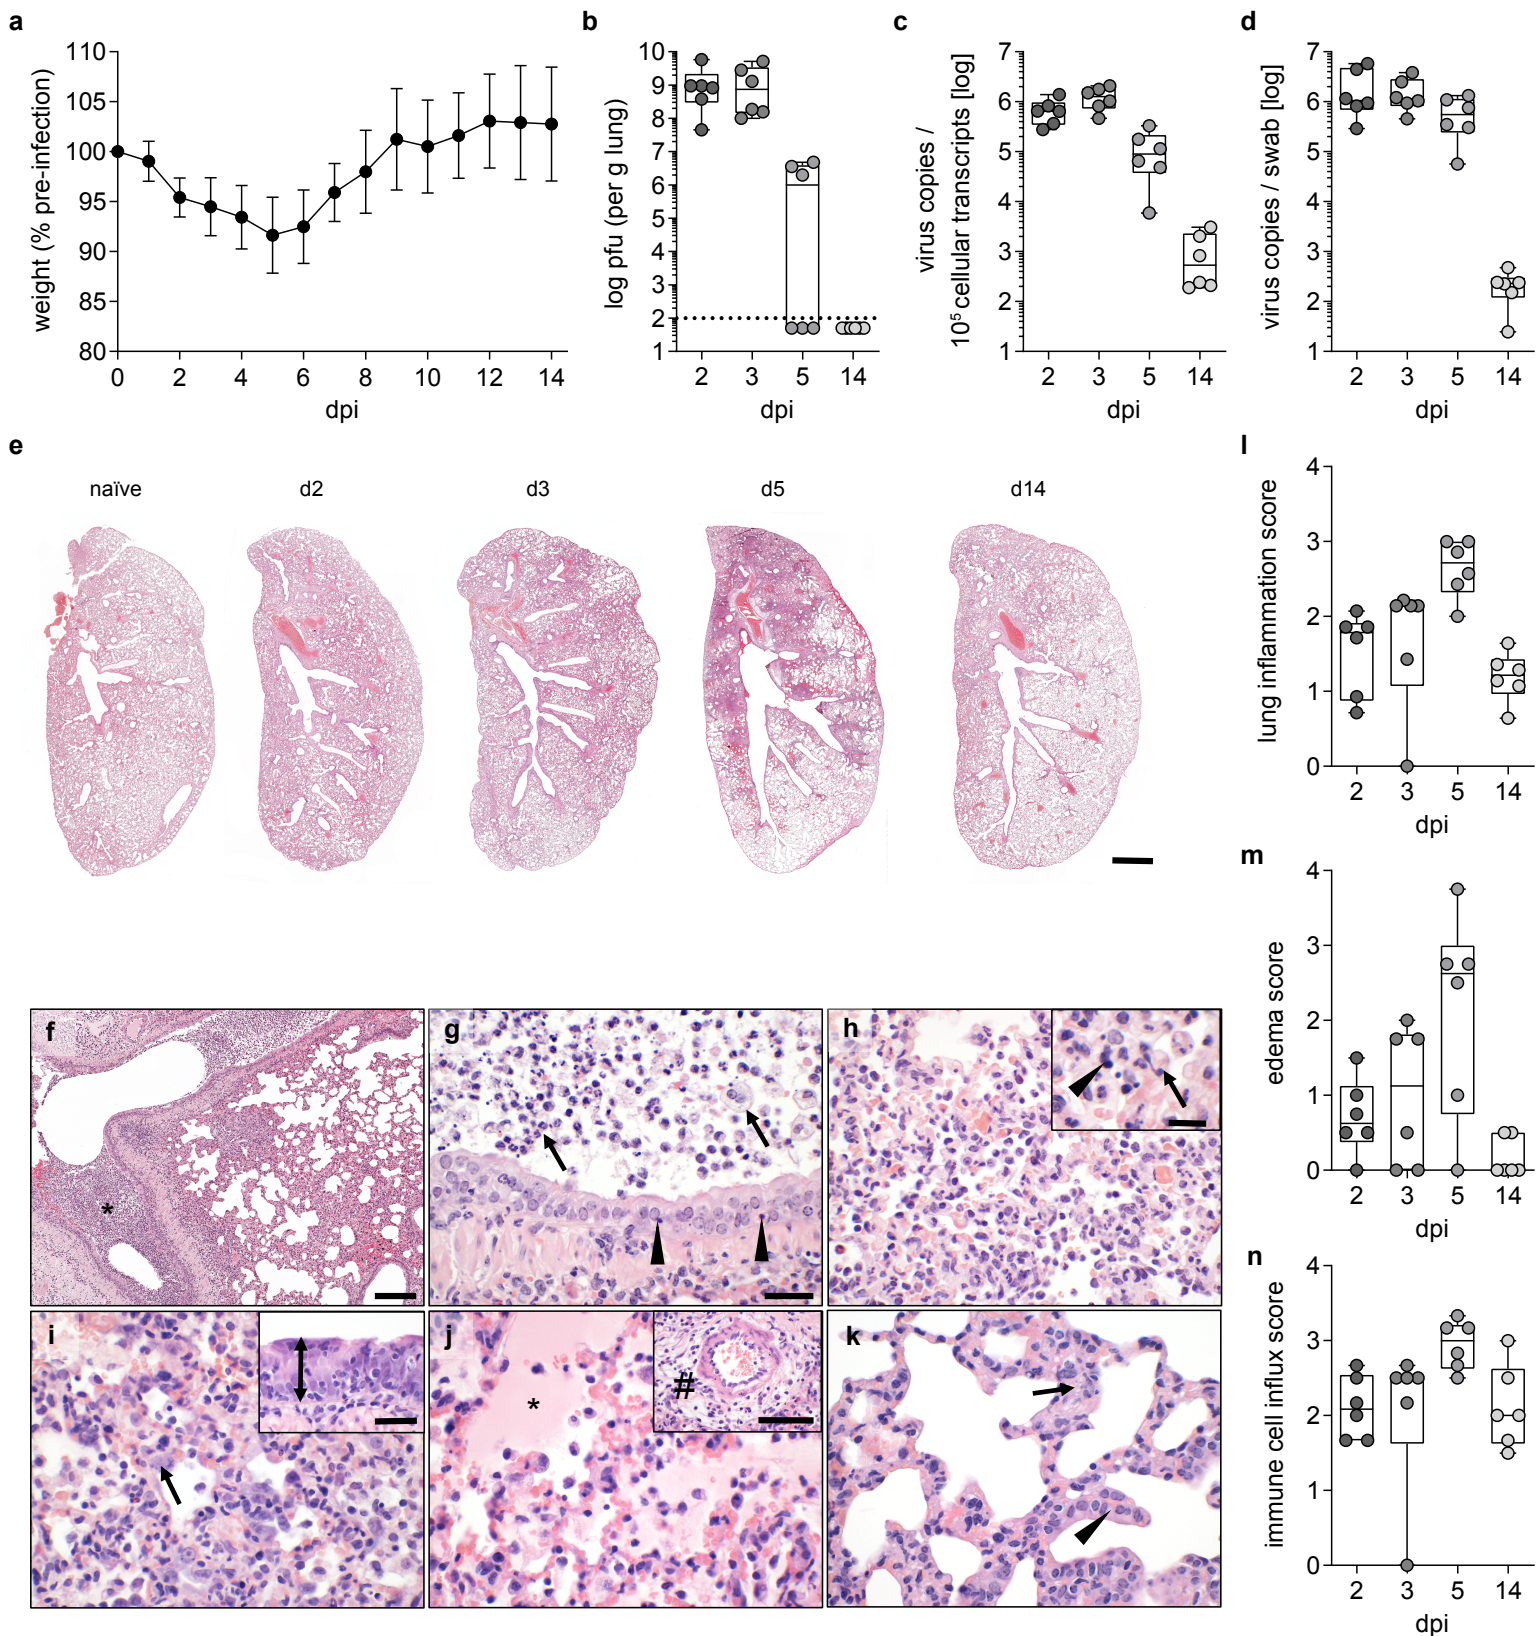 a
110
105
100
95
90
85
80
weight (% pre-infection)
0 2 4 6 8 10 12 14
dpi
b
10
9
8
7
6
5
4
3
2
1
log pfu (per g lung)
2 3 5 14
dpi
c
7
6
5
4
3
2
1
virus copies /
10⁵ cellular transcripts [log]
2 3 5 14
dpi
d
7
6
5
4
3
2
1
virus copies / swab [log]
2 3 5 14
dpi
e
naïve d2 d3 d5 d14
l
4
3
2
1
0
lung inflammation score
2 3 5 14
dpi
m
4
3
2
1
0
edema score
2 3 5 14
dpi
n
4
3
2
1
0
immune cell influx score
2 3 5 14
dpi
f
*
g
h
i
j
*
#
k